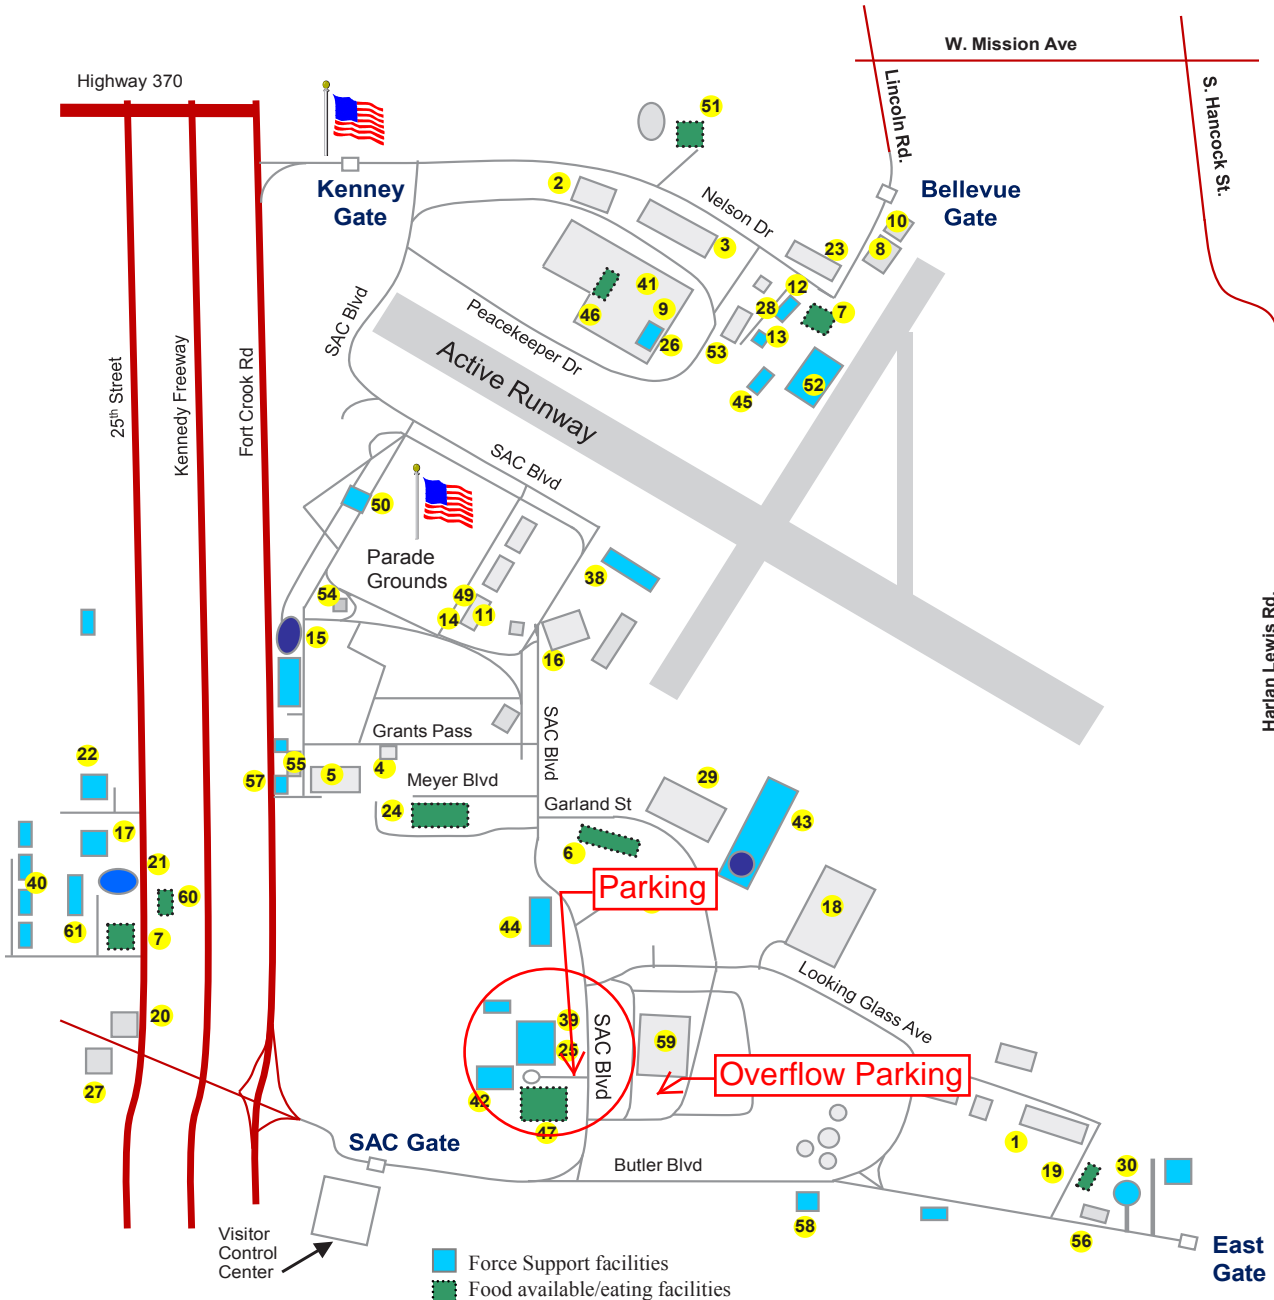 W. Mission Ave
Highway 370
Lincoln Rd.
S. Hancock St.
51
Kenney
Gate
2
Nelson Dr
Bellevue
Gate
10
3
23
8
41
12
SAC Blvd
46
9
28
7
Peacekeeper Dr
26
53
13
25th Street
Kennedy Freeway
Fort Crook Rd
Active Runway
45
52
SAC Blvd
50
Parade
Grounds
38
54
49
14
11
15
16
Harlan Lewis Rd.
SAC Blvd
Grants Pass
22
57
55
5
4
Meyer Blvd
29
24
Garland St
43
17
6
21
40
60
Parking
18
61
7
44
Looking Glass Ave
20
39
SAC Blvd
25
59
27
Overflow Parking
42
47
SAC Gate
1
Butler Blvd
19
30
58
56
Visitor
Control
Center
East
Gate
Force Support facilities
Food available/eating facilities